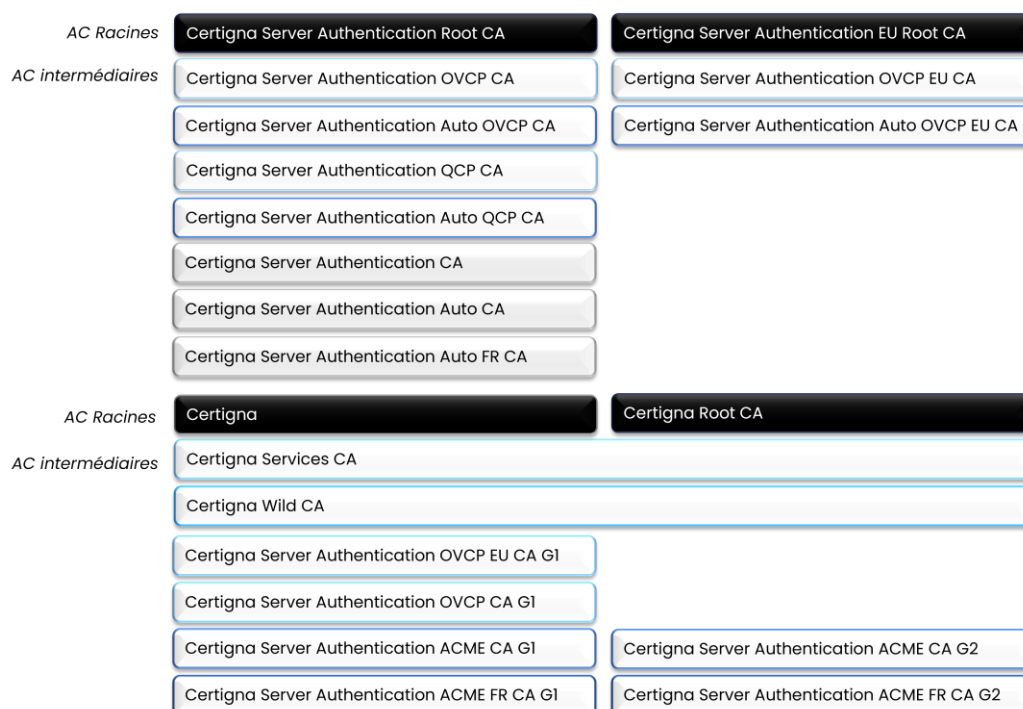 AC Racines
Certigna Server Authentication Root CA
Certigna Server Authentication EU Root CA
AC intermédiaires
Certigna Server Authentication OVCP CA
Certigna Server Authentication OVCP EU CA
Certigna Server Authentication Auto OVCP CA
Certigna Server Authentication Auto OVCP EU CA
Certigna Server Authentication QCP CA
Certigna Server Authentication Auto QCP CA
Certigna Server Authentication CA
Certigna Server Authentication Auto CA
Certigna Server Authentication Auto FR CA
AC Racines
Certigna
Certigna Root CA
AC intermédiaires
Certigna Services CA
Certigna Wild CA
Certigna Server Authentication OVCP EU CA G1
Certigna Server Authentication OVCP CA G1
Certigna Server Authentication ACME CA G1
Certigna Server Authentication ACME CA G2
Certigna Server Authentication ACME FR CA G1
Certigna Server Authentication ACME FR CA G2